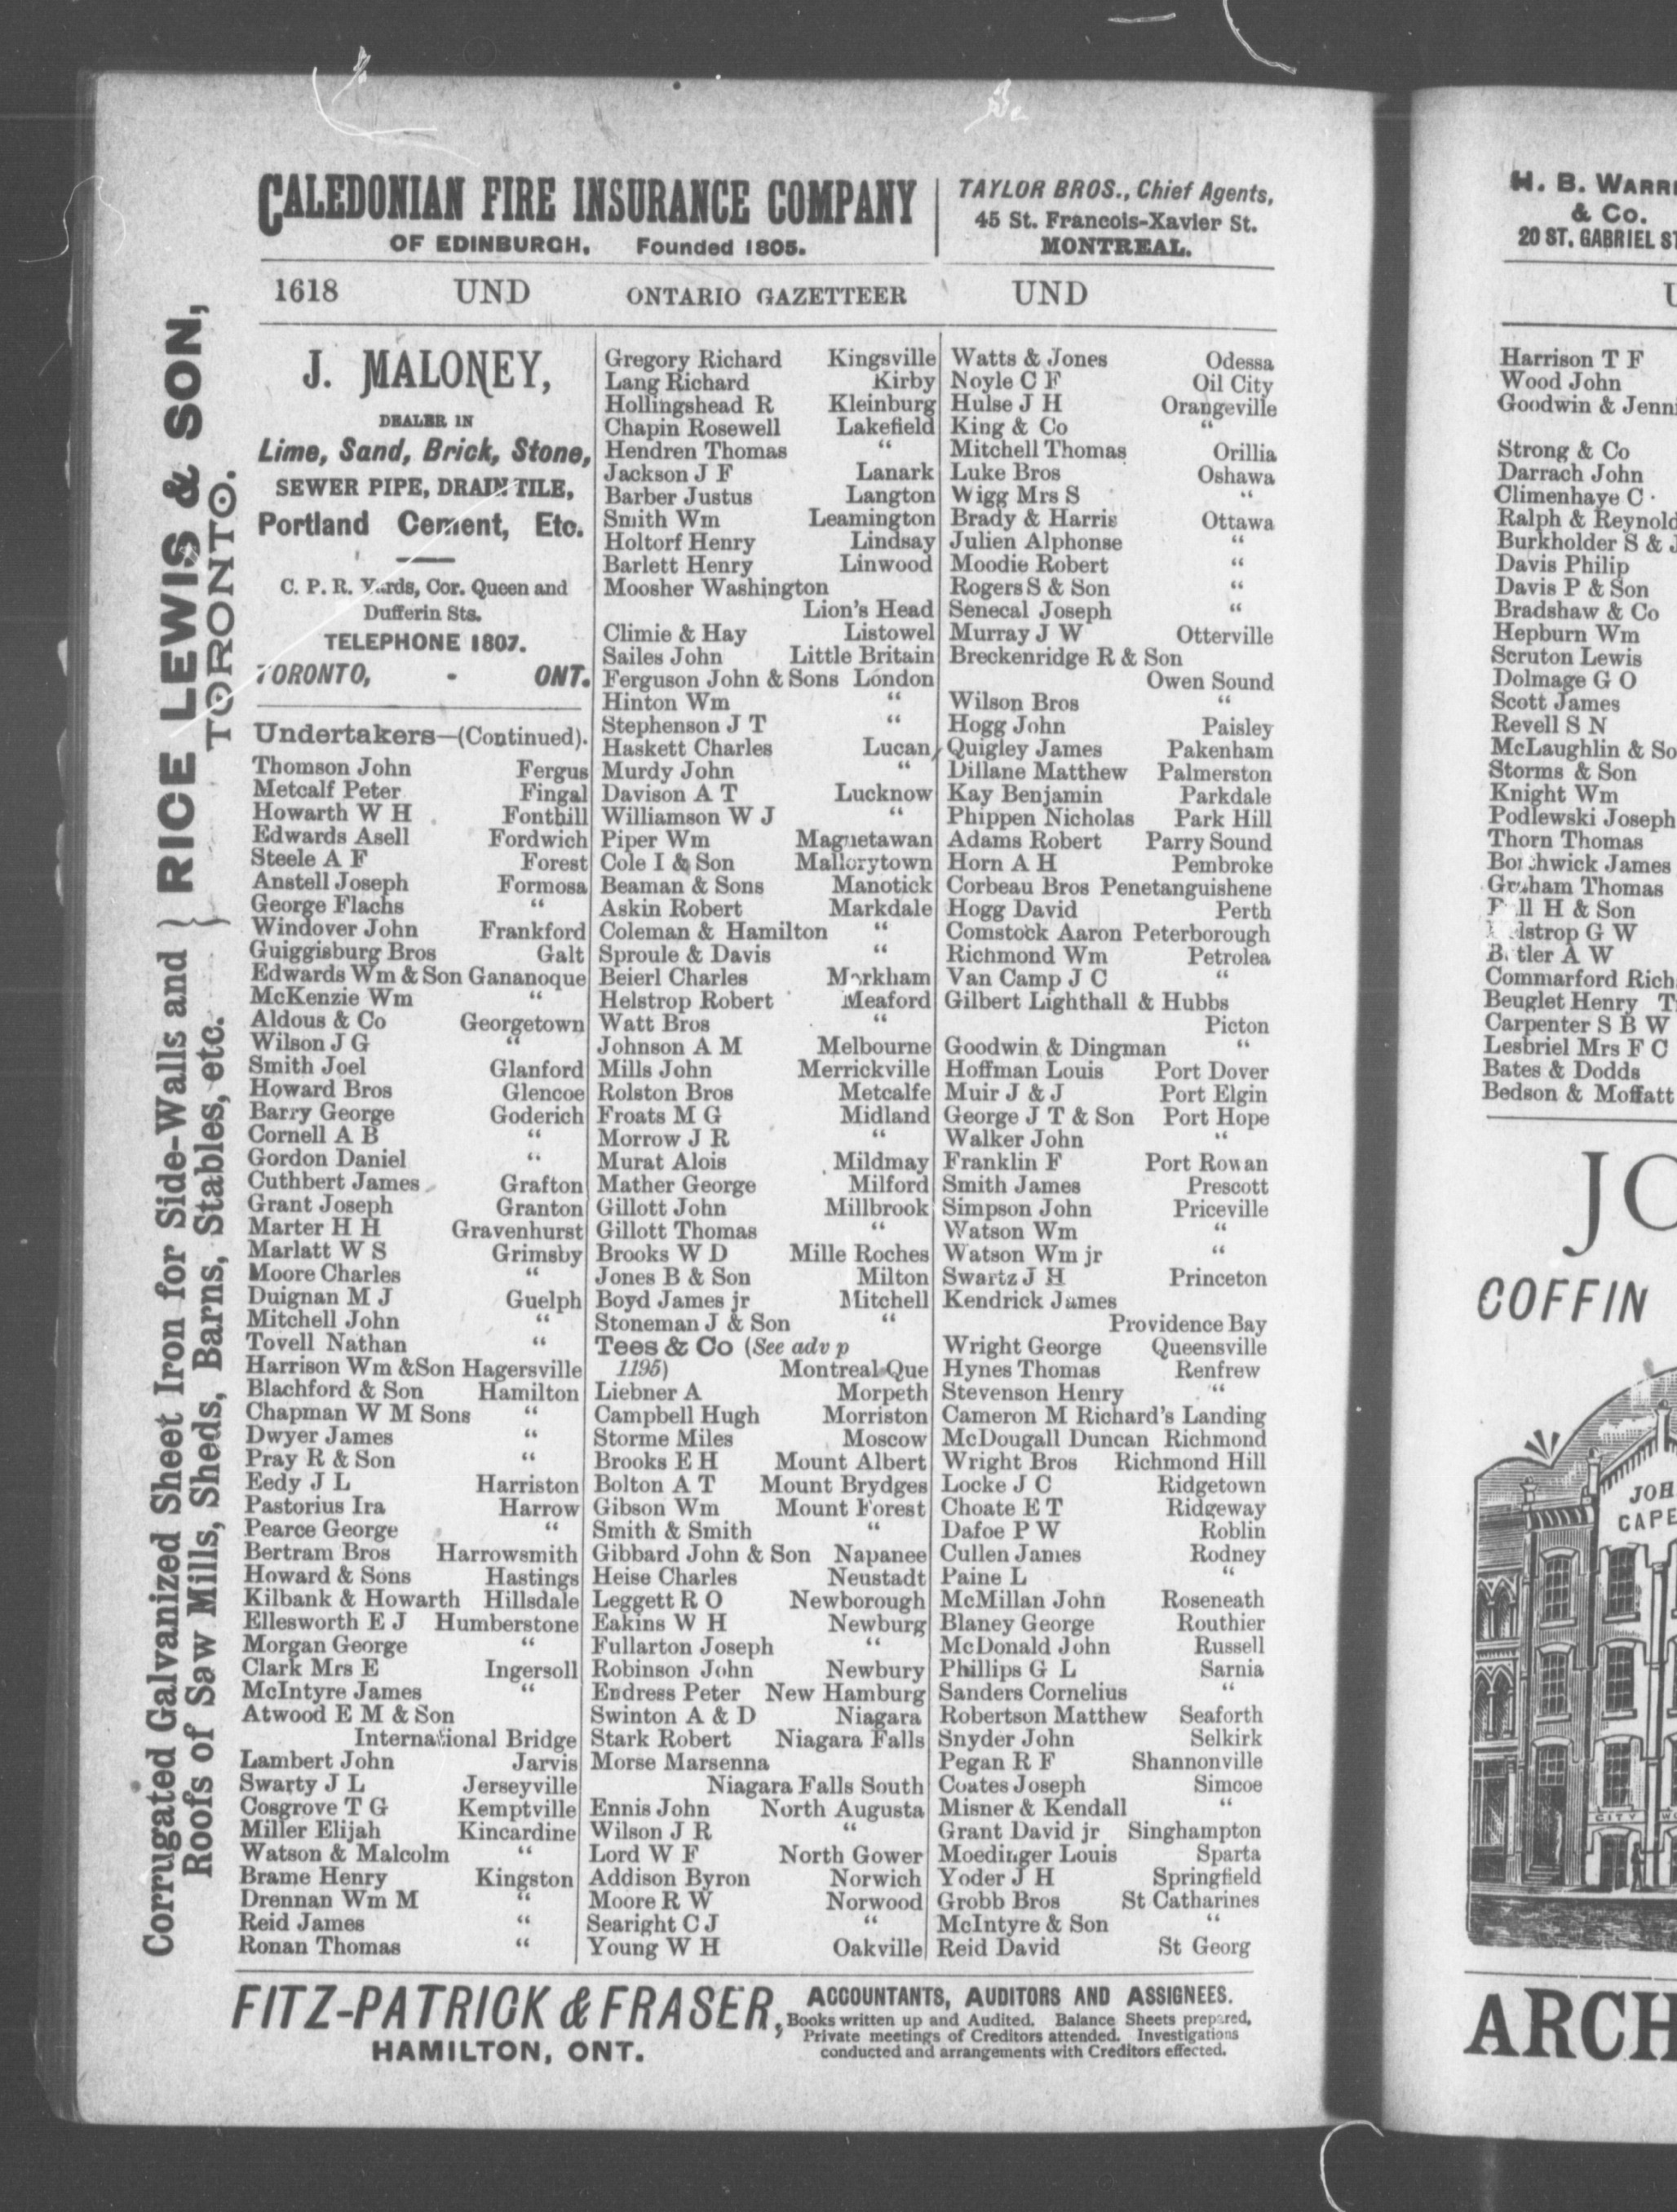 CALEDONIAN FIRE INSURANCE COMPANY
OF EDINBURGH, Founded 1805.
TAYLOR BROS., Chief Agents,
45 St. Francois-Xavier St.
MONTREAL.
1618 UND ONTARIO GAZETTEER UND
RICE LEWIS & SON,
TORONTO.
Corrugated Galvanized Sheet Iron for Side-Walls and
Roofs of Saw Mills, Sheds, Barns, Stables, etc.
J. MALONEY,
DEALER IN
Lime, Sand, Brick, Stone,
SEWER PIPE, DRAIN TILE,
Portland Cement, Etc.
C. P. R. Yards, Cor. Queen and
Dufferin Sts.
TELEPHONE 1807.
TORONTO, - ONT.
Undertakers—(Continued).
Thomson John Fergus
Metcalf Peter Fingal
Howarth W H Fonthill
Edwards Asell Fordwich
Steele A F Forest
Anstell Joseph Formosa
George Flachs “
Windover John Frankford
Guiggisburg Bros Galt
Edwards Wm & Son Gananoque
McKenzie Wm “
Aldous & Co Georgetown
Wilson J G “
Smith Joel Glanford
Howard Bros Glencoe
Barry George Goderich
Cornell A B “
Gordon Daniel “
Cuthbert James Grafton
Grant Joseph Granton
Marter H H Gravenhurst
Marlatt W S Grimsby
Moore Charles “
Duignan M J Guelph
Mitchell John “
Tovell Nathan “
Harrison Wm &Son Hagersville
Blachford & Son Hamilton
Chapman W M Sons “
Dwyer James “
Pray R & Son “
Eedy J L Harriston
Pastorius Ira Harrow
Pearce George “
Bertram Bros Harrowsmith
Howard & Sons Hastings
Kilbank & Howarth Hillsdale
Ellesworth E J Humberstone
Morgan George “
Clark Mrs E Ingersoll
McIntyre James “
Atwood E M & Son
International Bridge
Lambert John Jarvis
Swarty J L Jerseyville
Cosgrove T G Kemptville
Miller Elijah Kincardine
Watson & Malcolm “
Brame Henry Kingston
Drennan Wm M “
Reid James “
Ronan Thomas “
Gregory Richard Kingsville
Lang Richard Kirby
Hollingshead R Kleinburg
Chapin Rosewell Lakefield
Hendren Thomas “
Jackson J F Lanark
Barber Justus Langton
Smith Wm Leamington
Holtorf Henry Lindsay
Barlett Henry Linwood
Moosher Washington
Lion's Head
Climie & Hay Listowel
Sailes John Little Britain
Ferguson John & Sons London
Hinton Wm “
Stephenson J T “
Haskett Charles Lucan
Murdy John “
Davison A T Lucknow
Williamson W J “
Piper Wm Magnetawan
Cole I & Son Mallorytown
Beaman & Sons Manotick
Askin Robert Markdale
Coleman & Hamilton “
Sproule & Davis “
Beierl Charles Markham
Helstrop Robert Meaford
Watt Bros “
Johnson A M Melbourne
Mills John Merrickville
Rolston Bros Metcalfe
Froats M G Midland
Morrow J R “
Murat Alois Mildmay
Mather George Milford
Gillott John Millbrook
Gillott Thomas “
Brooks W D Mille Roches
Jones B & Son Milton
Boyd James jr Mitchell
Stoneman J & Son “
Tees & Co (See adv p
1195) Montreal Que
Liebner A Morpeth
Campbell Hugh Morriston
Storme Miles Moscow
Brooks E H Mount Albert
Bolton A T Mount Brydges
Gibson Wm Mount Forest
Smith & Smith “
Gibbard John & Son Napanee
Heise Charles Neustadt
Leggett R O Newborough
Eakins W H Newburg
Fullarton Joseph “
Robinson John Newbury
Endress Peter New Hamburg
Swinton A & D Niagara
Stark Robert Niagara Falls
Morse Marsenna
Niagara Falls South
Ennis John North Augusta
Wilson J R “
Lord W F North Gower
Addison Byron Norwich
Moore R W Norwood
Searight C J “
Young W H Oakville
Watts & Jones Odessa
Noyle C F Oil City
Hulse J H Orangeville
King & Co “
Mitchell Thomas Orillia
Luke Bros Oshawa
Wigg Mrs S “
Brady & Harris Ottawa
Julien Alphonse “
Moodie Robert “
Rogers S & Son “
Senecal Joseph “
Murray J W Otterville
Breckenridge R & Son
Owen Sound
Wilson Bros “
Hogg John Paisley
Quigley James Pakenham
Dillane Matthew Palmerston
Kay Benjamin Parkdale
Phippen Nicholas Park Hill
Adams Robert Parry Sound
Horn A H Pembroke
Corbeau Bros Penetanguishene
Hogg David Perth
Comstock Aaron Peterborough
Richmond Wm Petrolea
Van Camp J C “
Gilbert Lighthall & Hubbs
Picton
Goodwin & Dingman “
Hoffman Louis Port Dover
Muir J & J Port Elgin
George J T & Son Port Hope
Walker John “
Franklin F Port Rowan
Smith James Prescott
Simpson John Priceville
Watson Wm “
Watson Wm jr “
Swartz J H Princeton
Kendrick James
Providence Bay
Wright George Queensville
Hynes Thomas Renfrew
Stevenson Henry “
Cameron M Richard's Landing
McDougall Duncan Richmond
Wright Bros Richmond Hill
Locke J C Ridgetown
Choate E T Ridgeway
Dafoe P W Roblin
Cullen James Rodney
Paine L “
McMillan John Roseneath
Blaney George Routhier
McDonald John Russell
Phillips G L Sarnia
Sanders Cornelius “
Robertson Matthew Seaforth
Snyder John Selkirk
Pegan R F Shannonville
Coates Joseph Simcoe
Misner & Kendall “
Grant David jr Singhampton
Moedinger Louis Sparta
Yoder J H Springfield
Grobb Bros St Catharines
McIntyre & Son “
Reid David St Georg
FITZ-PATRICK & FRASER,
HAMILTON, ONT.
ACCOUNTANTS, AUDITORS AND ASSIGNEES.
Books written up and Audited. Balance Sheets prepared,
Private meetings of Creditors attended. Investigations
conducted and arrangements with Creditors effected.
H. B. WARR
& Co.
20 ST. GABRIEL ST
Harrison T F
Wood John
Goodwin & Jenni
Strong & Co
Darrach John
Climenhaye C
Ralph & Reynold
Burkholder S & J
Davis Philip
Davis P & Son
Bradshaw & Co
Hepburn Wm
Scruton Lewis
Dolmage G O
Scott James
Revell S N
McLaughlin & So
Storms & Son
Knight Wm
Podlewski Joseph
Thorn Thomas
Borthwick James
Graham Thomas
H & Son
G W
Butler A W
Commarford Rich
Beuglet Henry T
Carpenter S B W
Lesbriel Mrs F C
Bates & Dodds
Bedson & Moffatt
JO
COFFIN
JOH
CAPE
CITY
ARCH